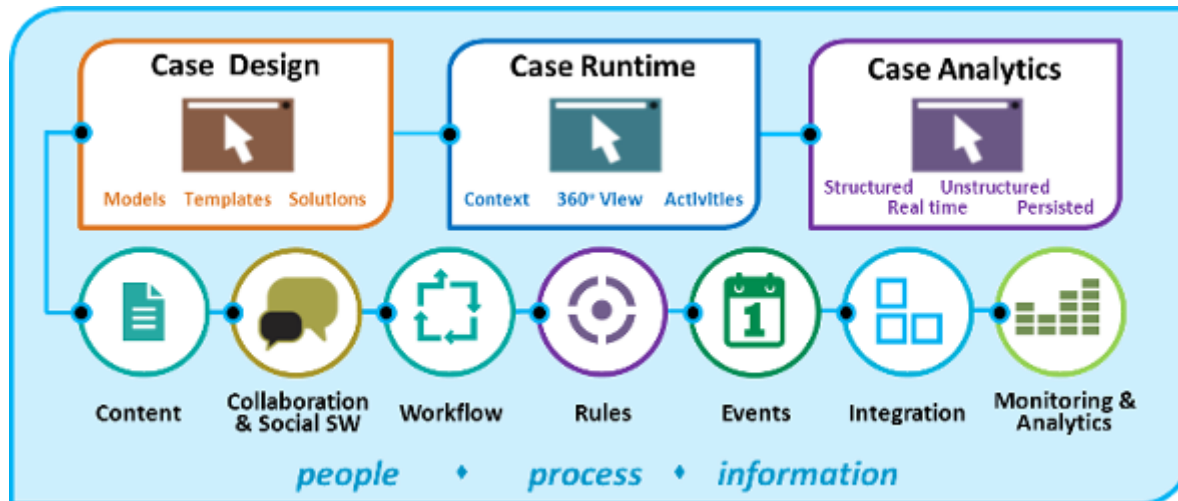 Case Design
Case Runtime
Case Analytics
Models Templates Solutions
Context 360° View Activities
Structured Unstructured
Real time Persisted
1
Content
Collaboration
& Social SW
Workflow
Rules
Events
Integration
Monitoring &
Analytics
people ♦ process ♦ information